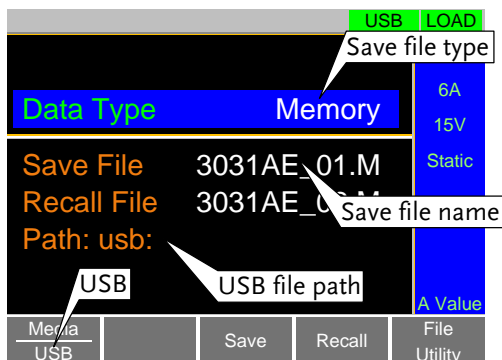 USB LOAD
Save file type
Data Type Memory
6A
15V
Save File 3031AE_01.M
Static
Recall File 3031AE_0
Save file name
Path: usb:
USB
USB file path
A Value
Media
USB
Save
Recall
File
Utility